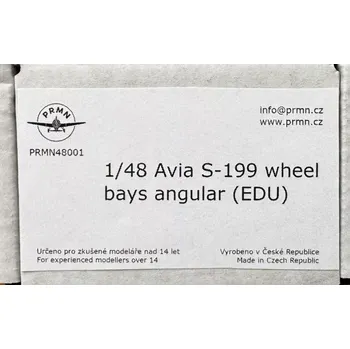 PRMN
PRMN48001
info@prmn.cz
www.prmn.cz
1/48 Avia S-199 wheel
bays angular (EDU)
Určeno pro zkušené modeláře nad 14 let
For experienced modellers over 14
Vyrobeno v České Republice
Made in Czech Republic